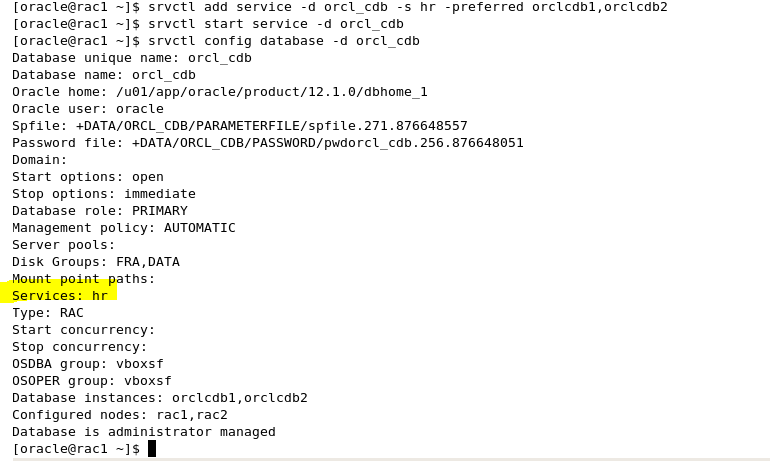 [oracle@rac1 ~]$ srvctl add service -d orcl_cdb -s hr -preferred orclcdb1,orclcdb2
[oracle@rac1 ~]$ srvctl start service -d orcl_cdb
[oracle@rac1 ~]$ srvctl config database -d orcl_cdb
Database unique name: orcl_cdb
Database name: orcl_cdb
Oracle home: /u01/app/oracle/product/12.1.0/dbhome_1
Oracle user: oracle
Spfile: +DATA/ORCL_CDB/PARAMETERFILE/spfile.271.876648557
Password file: +DATA/ORCL_CDB/PASSWORD/pwdorcl_cdb.256.876648051
Domain:
Start options: open
Stop options: immediate
Database role: PRIMARY
Management policy: AUTOMATIC
Server pools:
Disk Groups: FRA,DATA
Mount point paths:
Services: hr
Type: RAC
Start concurrency:
Stop concurrency:
OSDBA group: vboxsf
OSOPER group: vboxsf
Database instances: orclcdb1,orclcdb2
Configured nodes: rac1,rac2
Database is administrator managed
[oracle@rac1 ~]$